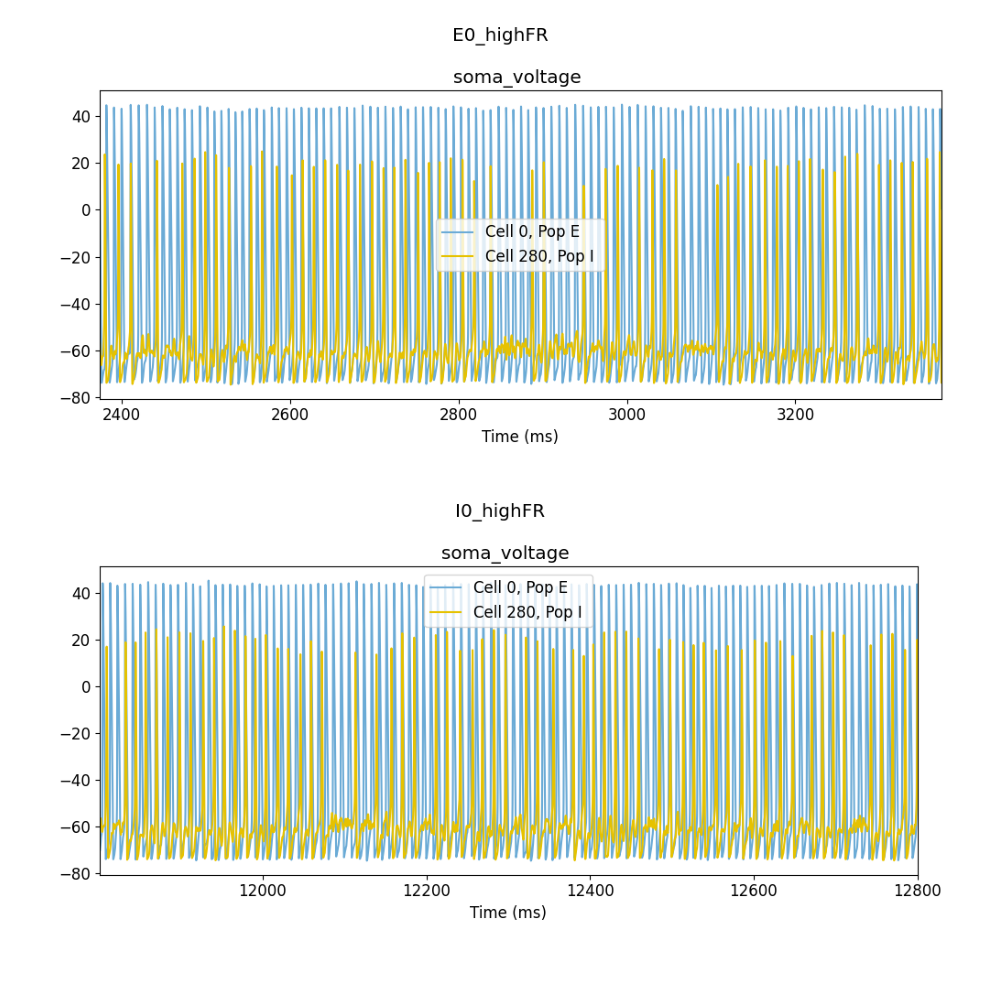 E0_highFR
soma_voltage
40
20
0
−20
−40
−60
−80
Cell 0, Pop E
Cell 280, Pop I
2400 2600 2800 3000 3200
Time (ms)
I0_highFR
soma_voltage
40
20
0
−20
−40
−60
−80
Cell 0, Pop E
Cell 280, Pop I
12000 12200 12400 12600 12800
Time (ms)